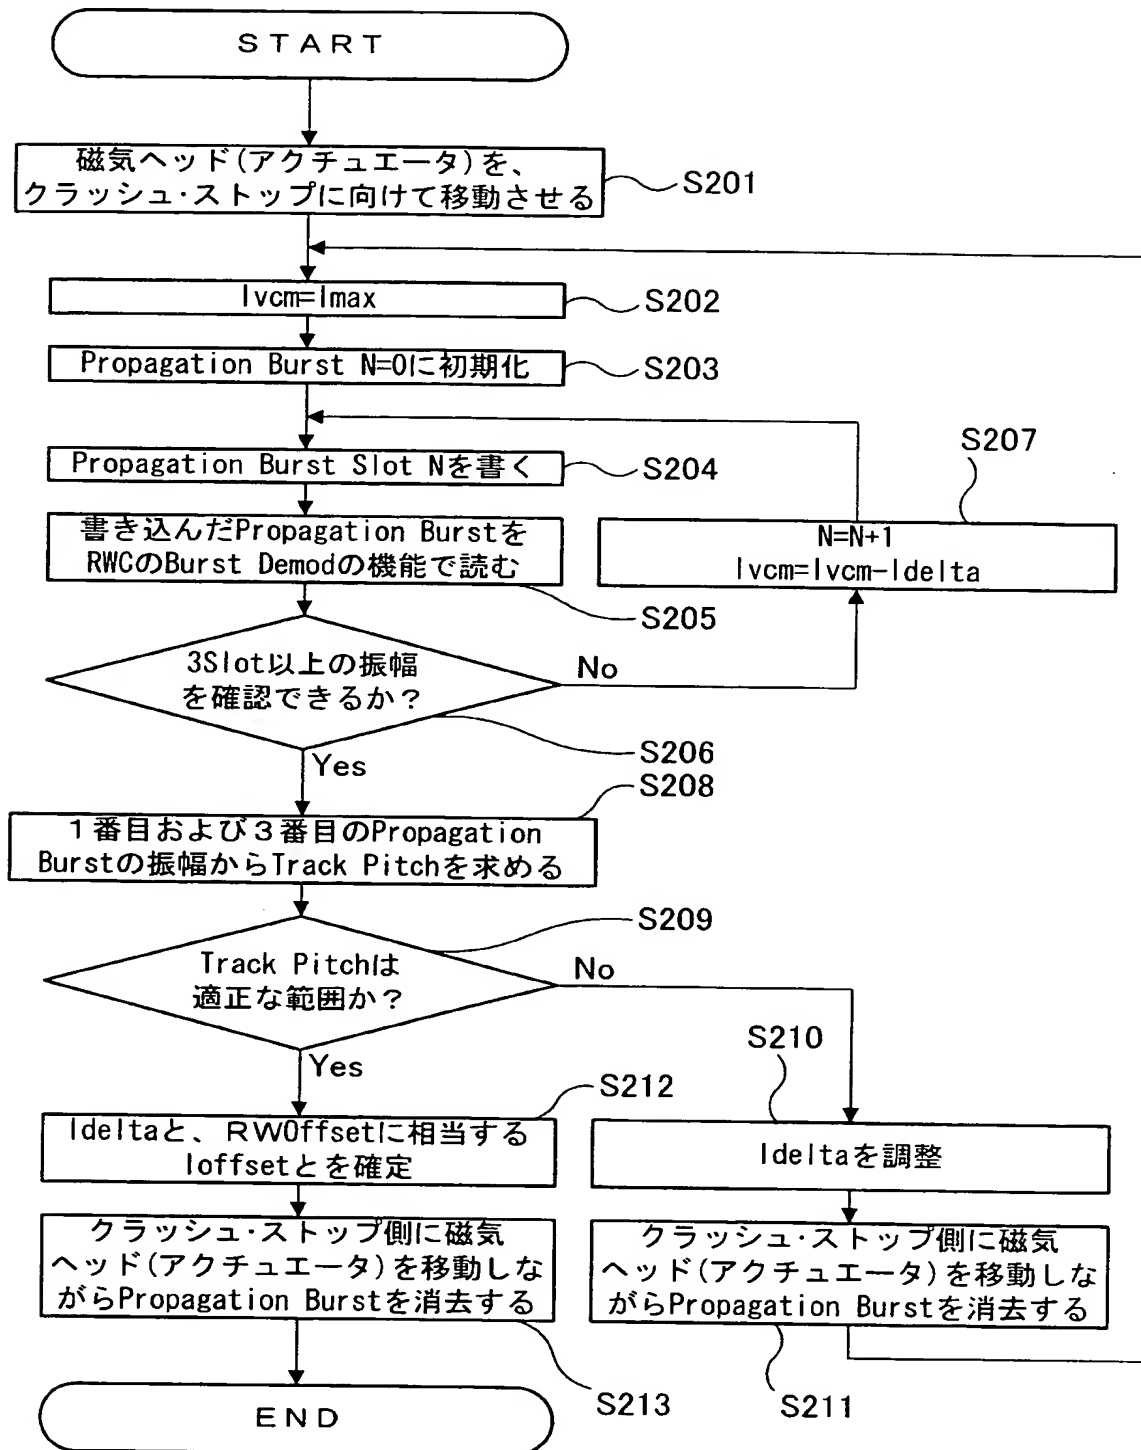 START
磁気ヘッド(アクチュエータ)を、
クラッシュ・ストップに向けて移動させる
S201
Ivcm=Imax
S202
Propagation Burst N=0に初期化
S203
Propagation Burst Slot Nを書く
S204
S207
N=N+1
Ivcm=Ivcm-Idelta
書き込んだPropagation Burstを
RWCのBurst Demodの機能で読む
S205
3Slot以上の振幅
を確認できるか?
No
S206
Yes
S208
1番目および3番目のPropagation
Burstの振幅からTrack Pitchを求める
S209
Track Pitchは
適正な範囲か?
No
Yes
S210
S212
Ideltaと、RWOffsetに相当する
Ioffsetとを確定
Ideltaを調整
クラッシュ・ストップ側に磁気
ヘッド(アクチュエータ)を移動しな
がらPropagation Burstを消去する
クラッシュ・ストップ側に磁気
ヘッド(アクチュエータ)を移動しな
がらPropagation Burstを消去する
S213
S211
END